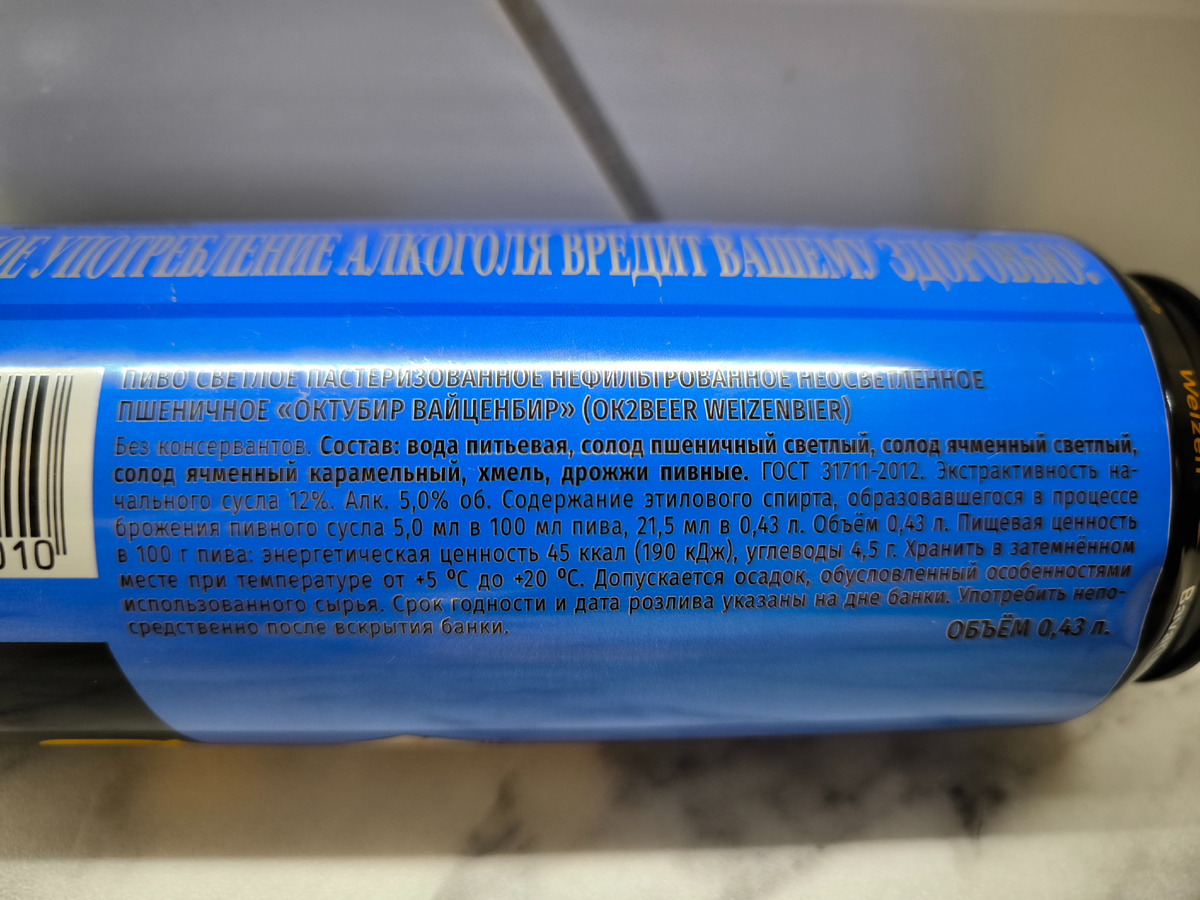 УПОТРЕБЛЕНИЕ АЛКОГОЛЯ ВРЕДИТ ВАШЕМУ ЗДОРОВЬЮ!
ПИВО СВЕТЛОЕ ПАСТЕРИЗОВАННОЕ НЕФИЛЬТРОВАННОЕ НЕОСВЕТЛЕННОЕ
ПШЕНИЧНОЕ «ОКТУБИР ВАЙЦЕНБИР» (OK2BEER WEIZENBIER)
Без консервантов. Состав: вода питьевая, солод пшеничный светлый, солод ячменный светлый,
солод ячменный карамельный, хмель, дрожжи пивные. ГОСТ 31711-2012. Экстрактивность на-
чального сусла 12%. Алк. 5,0% об. Содержание этилового спирта, образовавшегося в процессе
брожения пивного сусла 5,0 мл в 100 мл пива, 21,5 мл в 0,43 л. Объём 0,43 л. Пищевая ценность
в 100 г пива: энергетическая ценность 45 ккал (190 кДж), углеводы 4,5 г. Хранить в затемнённом
месте при температуре от +5 ºС до +20 ºС. Допускается осадок, обусловленный особенностями
использованного сырья. Срок годности и дата розлива указаны на дне банки. Употребить непо-
средственно после вскрытия банки.
ОБЪЁМ 0,43 л.
010